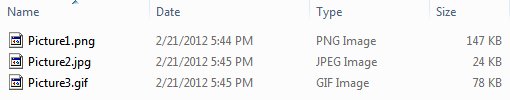 Name Date Type Size
Picture1.png 2/21/2012 5:44 PM PNG Image 147 KB
Picture2.jpg 2/21/2012 5:45 PM JPEG Image 24 KB
Picture3.gif 2/21/2012 5:45 PM GIF Image 78 KB